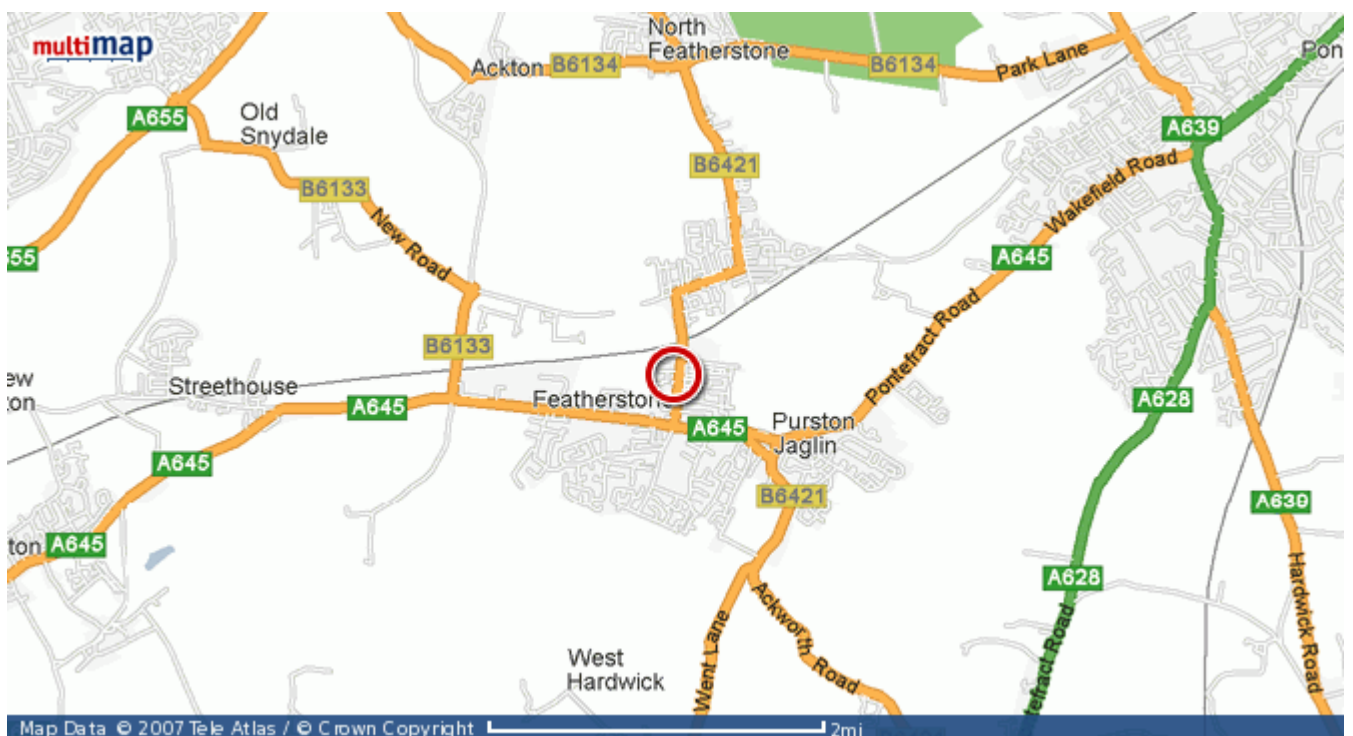 multimap
North
Featherstone
Ackton
B6134
B6134
Park Lane
Pon
A655
Old
Snydale
A639
B6421
Wakefield Road
B6133
New Road
A645
55
Pontefract Road
B6133
ew
ton
Streethouse
A645
Featherstone
A628
A645
Purston
Jaglin
A645
B6421
A639
ton
A645
A628
Ackworth Road
Went Lane
Hardwick Road
West
Hardwick
tefract Road
Map Data © 2007 Tele Atlas / © Crown Copyright
2mi